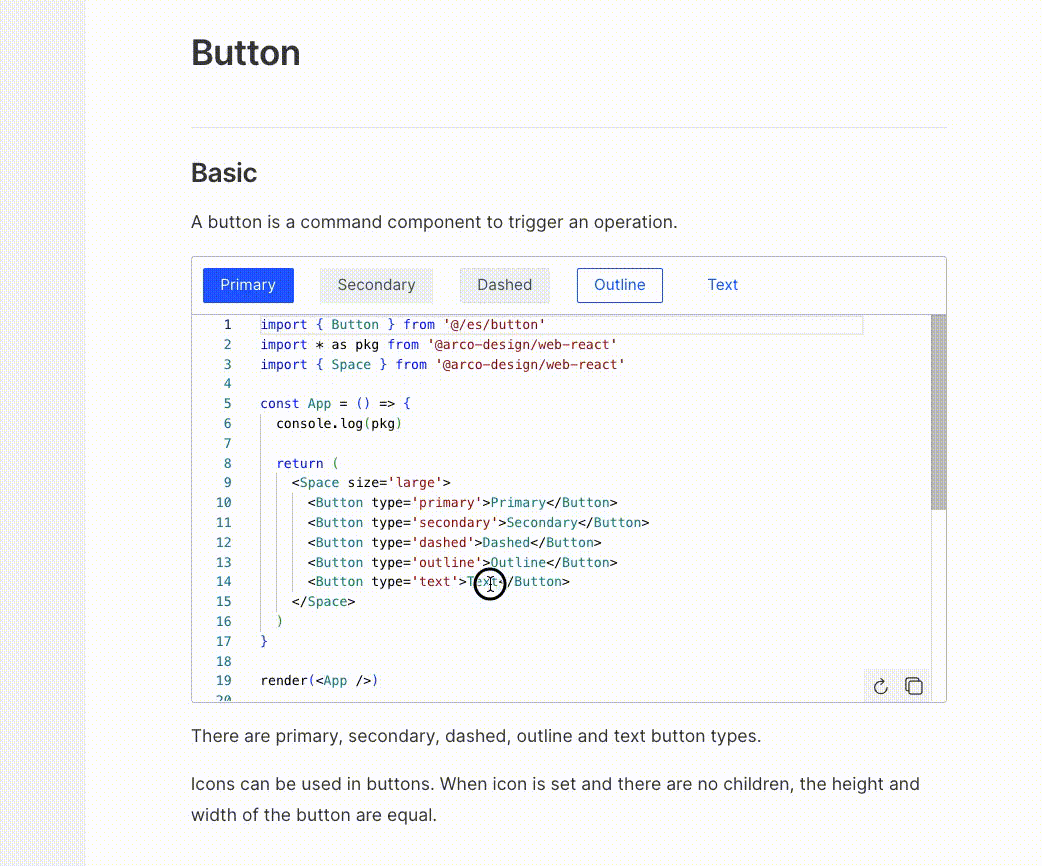 Button
Basic
A button is a command component to trigger an operation.
Primary Secondary Dashed Outline Text
1 import { Button } from '@/es/button'
2 import * as pkg from '@arco-design/web-react'
3 import { Space } from '@arco-design/web-react'
4
5 const App = () => {
6   console.log(pkg)
7
8   return (
9     <Space size='large'>
10       <Button type='primary'>Primary</Button>
11       <Button type='secondary'>Secondary</Button>
12       <Button type='dashed'>Dashed</Button>
13       <Button type='outline'>Outline</Button>
14       <Button type='text'>Text</Button>
15     </Space>
16   )
17 }
18
19 render(<App />)
20
There are primary, secondary, dashed, outline and text button types.
Icons can be used in buttons. When icon is set and there are no children, the height and
width of the button are equal.